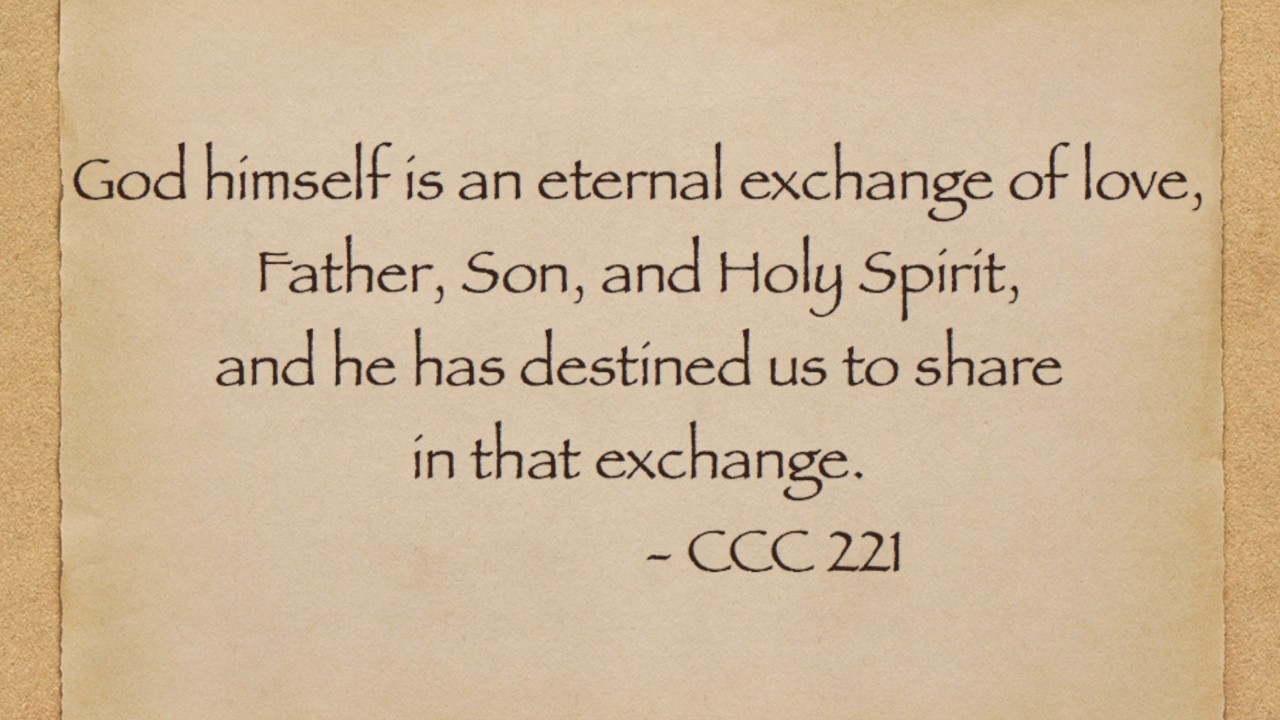 God himself is an eternal exchange of love,
Father, Son, and Holy Spirit,
and he has destined us to share
in that exchange.
- CCC 221